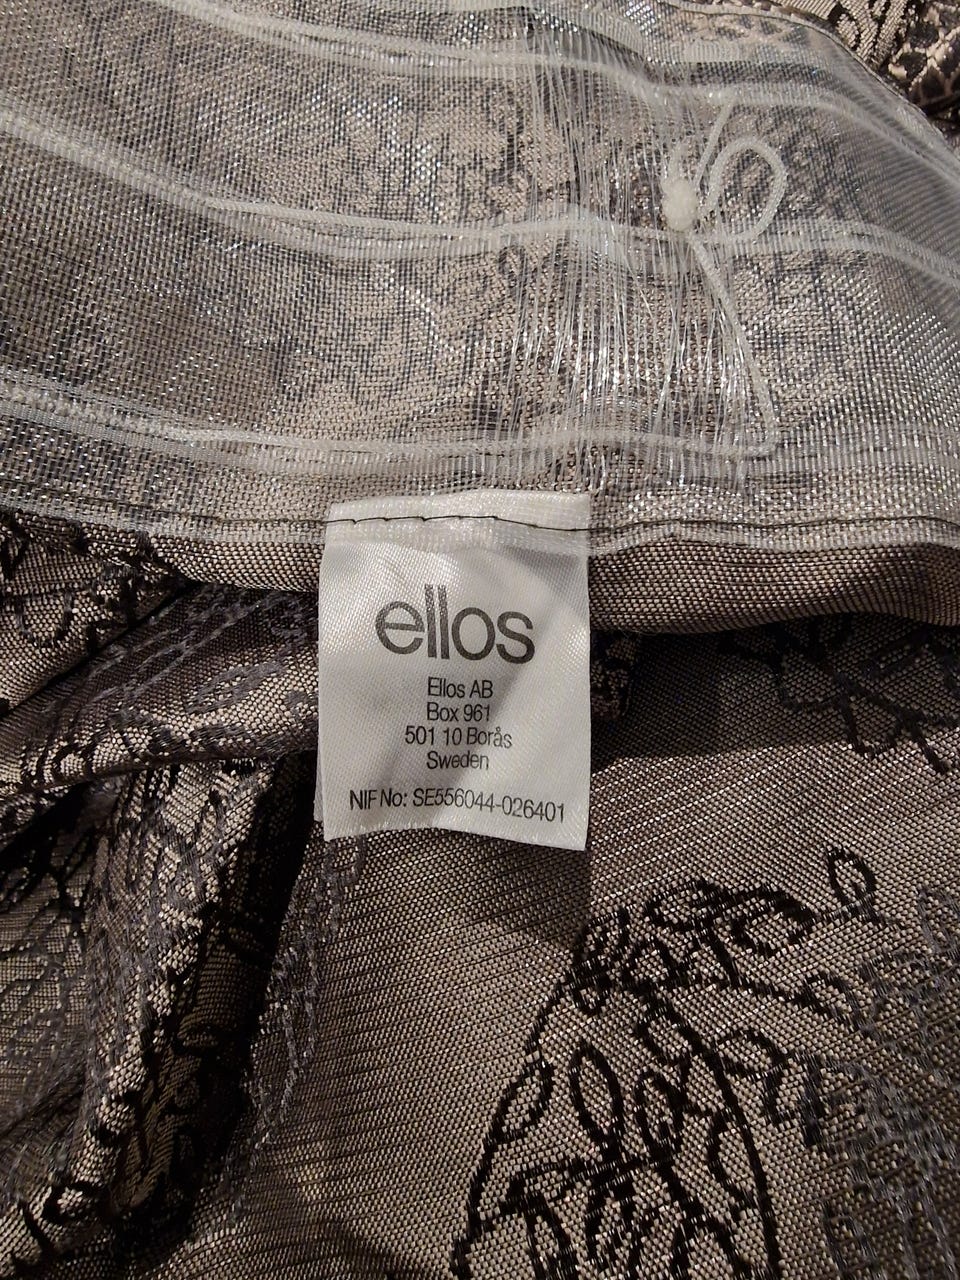 ellos
Ellos AB
Box 961
501 10 Borås
Sweden
NIF No: SE556044-026401